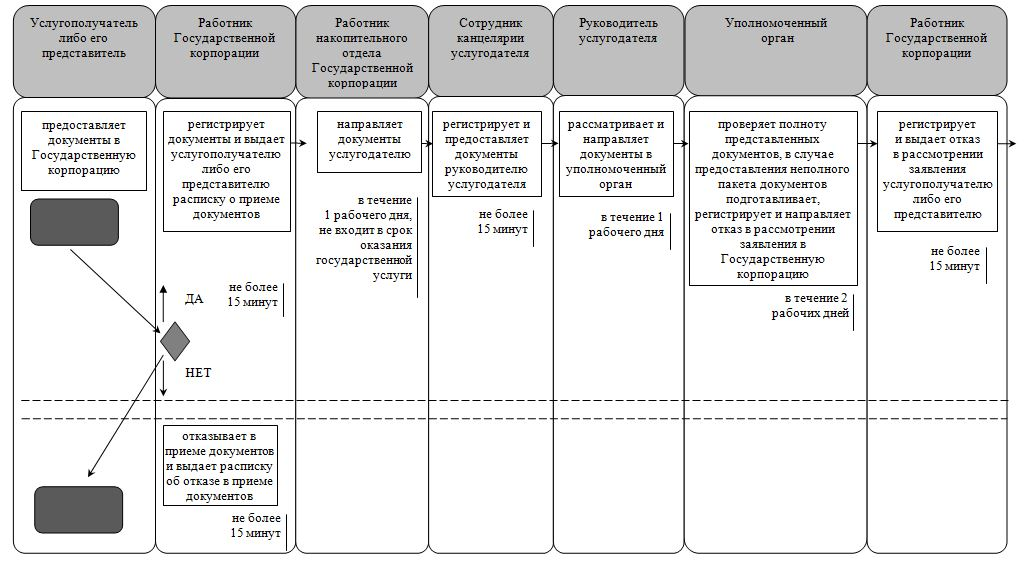 Услугополучатель
либо его
представитель
Работник
Государственной
корпорации
Работник
накопительного
отдела
Государственной
корпорации
Сотрудник
канцелярии
услугодателя
Руководитель
услугодателя
Уполномоченный
орган
Работник
Государственной
корпорации
предоставляет
документы в
Государственную
корпорацию
регистрирует
документы и выдает
услугополучателю
либо его
представителю
расписку о приеме
документов
не более
15 минут
ДА
НЕТ
отказывает в
приеме документов
и выдает расписку
об отказе в приеме
документов
не более
15 минут
направляет
документы
услугодателю
в течение
1 рабочего дня,
не входит в срок
оказания
государственной
услуги
регистрирует и
предоставляет
документы
руководителю
услугодателя
не более
15 минут
рассматривает и
направляет
документы в
уполномоченный
орган
в течение 1
рабочего дня
проверяет полноту
представленных
документов, в случае
предоставления неполного
пакета документов
подготавливает,
регистрирует и направляет
отказ в рассмотрении
заявления в
Государственную
корпорацию
в течение 2
рабочих дней
регистрирует
и выдает отказ
в рассмотрении
заявления
услугополучателю
либо его
представителю
не более
15 минут